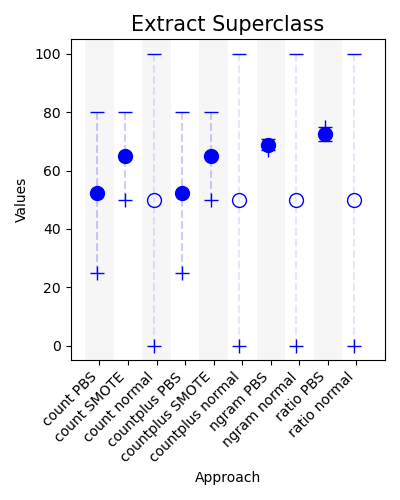 Extract Superclass
Values
100
80
60
40
20
0
count PBS
count SMOTE
count normal
countplus PBS
countplus SMOTE
countplus normal
ngram PBS
ngram normal
ratio PBS
ratio normal
Approach